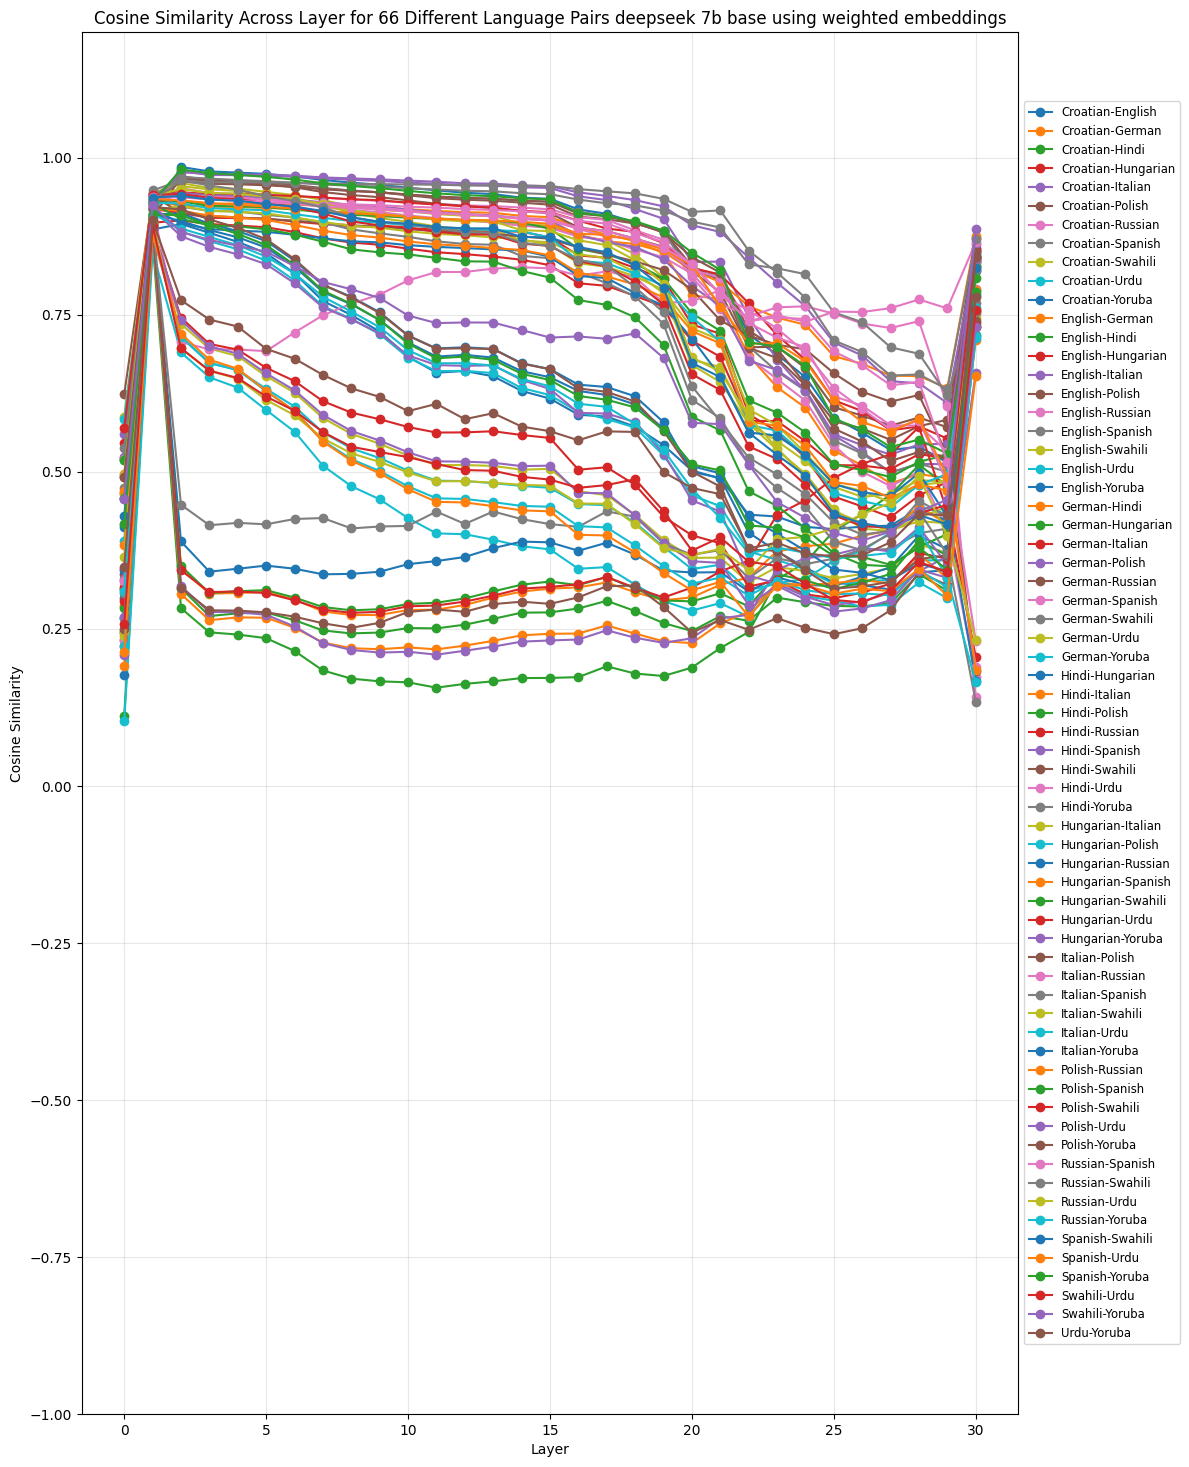 Cosine Similarity Across Layer for 66 Different Language Pairs deepseek 7b base using weighted embeddings
1.00
0.75
0.50
0.25
0.00
−0.25
−0.50
−0.75
−1.00
Cosine Similarity
0 5 10 15 20 25 30
Layer
Croatian-English
Croatian-German
Croatian-Hindi
Croatian-Hungarian
Croatian-Italian
Croatian-Polish
Croatian-Russian
Croatian-Spanish
Croatian-Swahili
Croatian-Urdu
Croatian-Yoruba
English-German
English-Hindi
English-Hungarian
English-Italian
English-Polish
English-Russian
English-Spanish
English-Swahili
English-Urdu
English-Yoruba
German-Hindi
German-Hungarian
German-Italian
German-Polish
German-Russian
German-Spanish
German-Swahili
German-Urdu
German-Yoruba
Hindi-Hungarian
Hindi-Italian
Hindi-Polish
Hindi-Russian
Hindi-Spanish
Hindi-Swahili
Hindi-Urdu
Hindi-Yoruba
Hungarian-Italian
Hungarian-Polish
Hungarian-Russian
Hungarian-Spanish
Hungarian-Swahili
Hungarian-Urdu
Hungarian-Yoruba
Italian-Polish
Italian-Russian
Italian-Spanish
Italian-Swahili
Italian-Urdu
Italian-Yoruba
Polish-Russian
Polish-Spanish
Polish-Swahili
Polish-Urdu
Polish-Yoruba
Russian-Spanish
Russian-Swahili
Russian-Urdu
Russian-Yoruba
Spanish-Swahili
Spanish-Urdu
Spanish-Yoruba
Swahili-Urdu
Swahili-Yoruba
Urdu-Yoruba